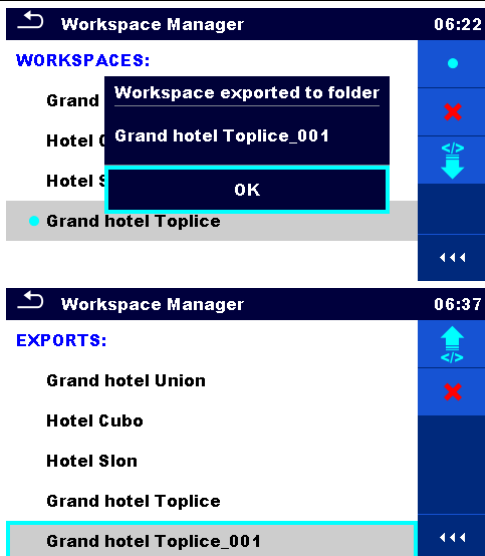 Workspace Manager 06:22
WORKSPACES:
Grand
Workspace exported to folder
Hotel
Grand hotel Toplice_001
Hotel
OK
Grand hotel Toplice
Workspace Manager 06:37
EXPORTS:
Grand hotel Union
Hotel Cubo
Hotel Slon
Grand hotel Toplice
Grand hotel Toplice_001